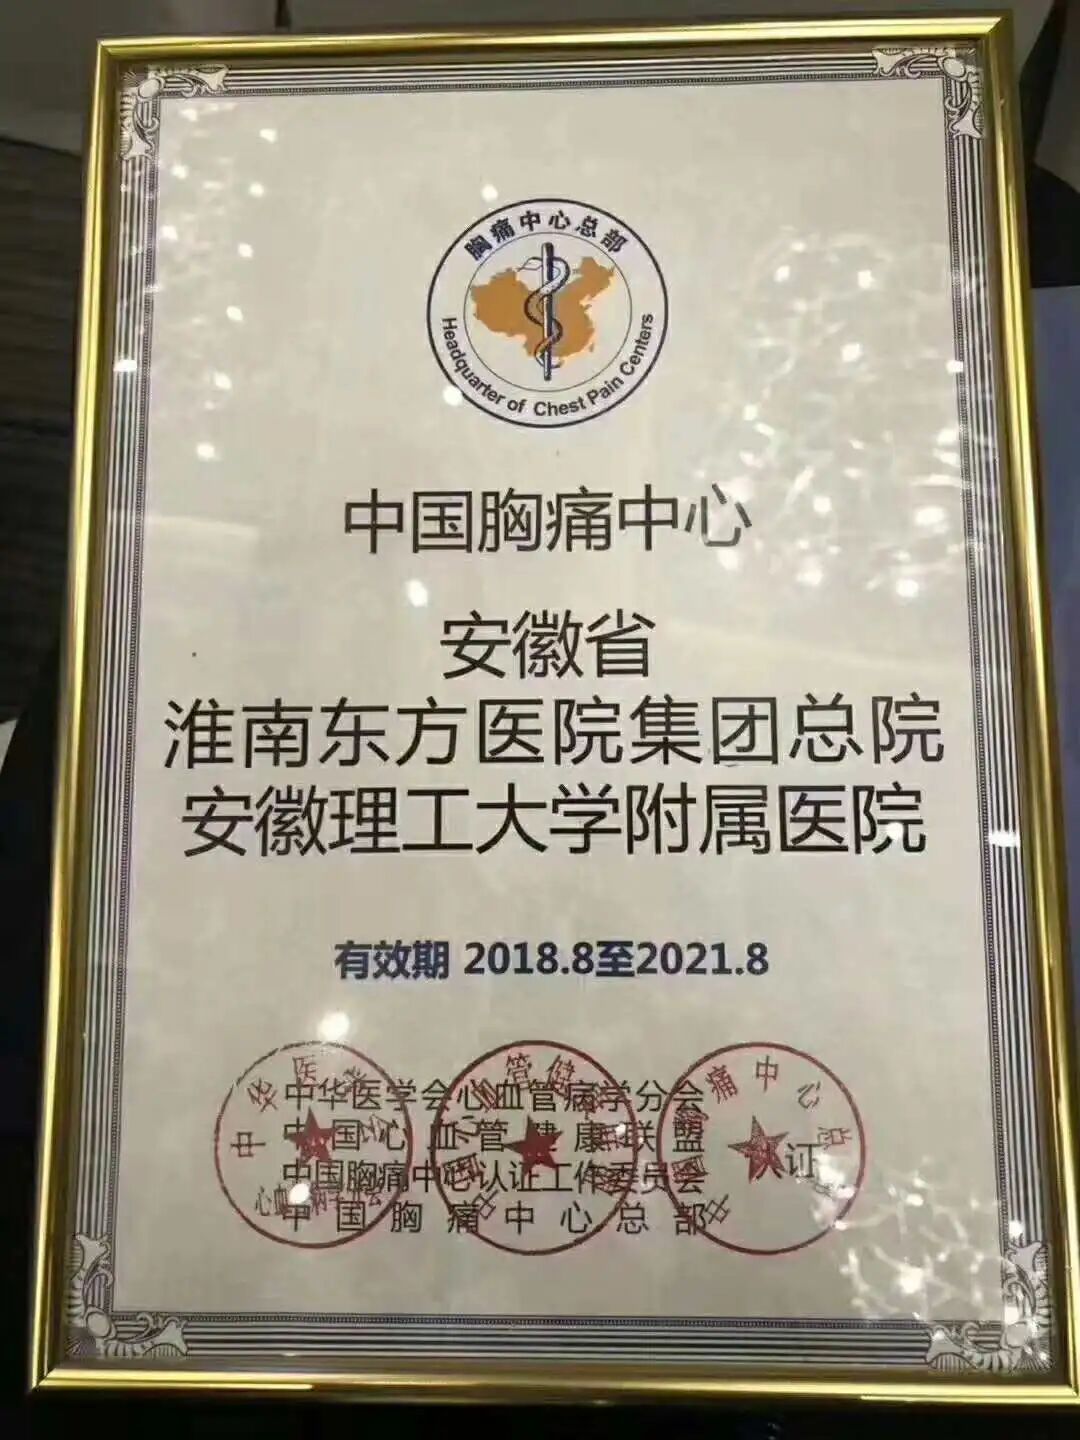 胸痛中心总部
Headquarter of Chest Pain Centers
中国胸痛中心
安徽省
淮南东方医院集团总院
安徽理工大学附属医院
有效期 2018.8至2021.8
中华医学会心血管病学分会
中国心血管健康联盟
中国胸痛中心认证工作委员会 认证
中国胸痛中心总部